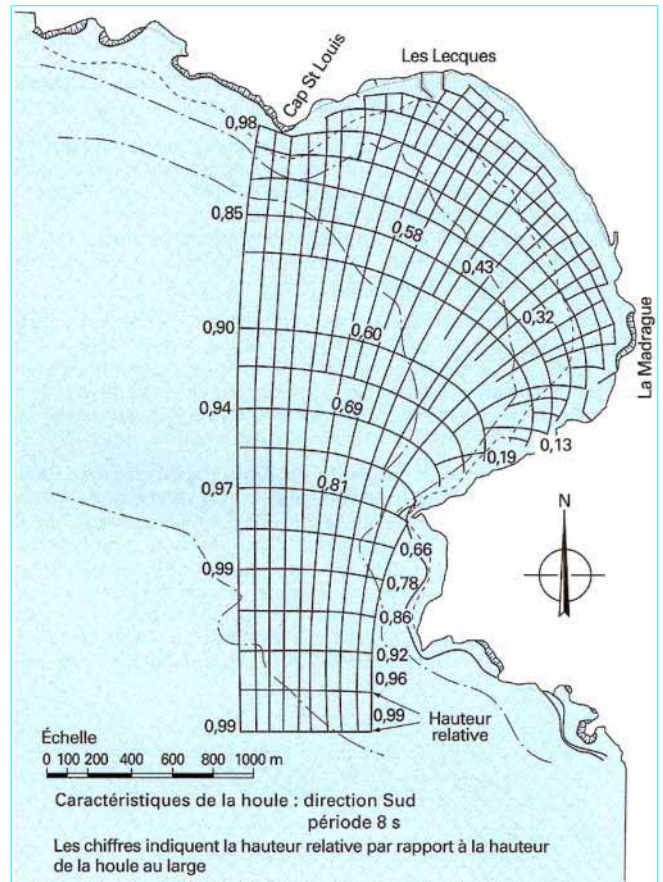 Les Lecques
Cap St Louis
0,98
0,85
0,58
0,43
0,32
La Madrague
0,90
0,60
0,94
0,69
0,13
0,19
0,97
0,81
N
0,66
0,99
0,78
0,86
0,92
0,96
0,99
0,99
Hauteur
relative
Échelle
0 100 200 400 600 800 1000 m
Caractéristiques de la houle : direction Sud
période 8 s
Les chiffres indiquent la hauteur relative par rapport à la hauteur
de la houle au large